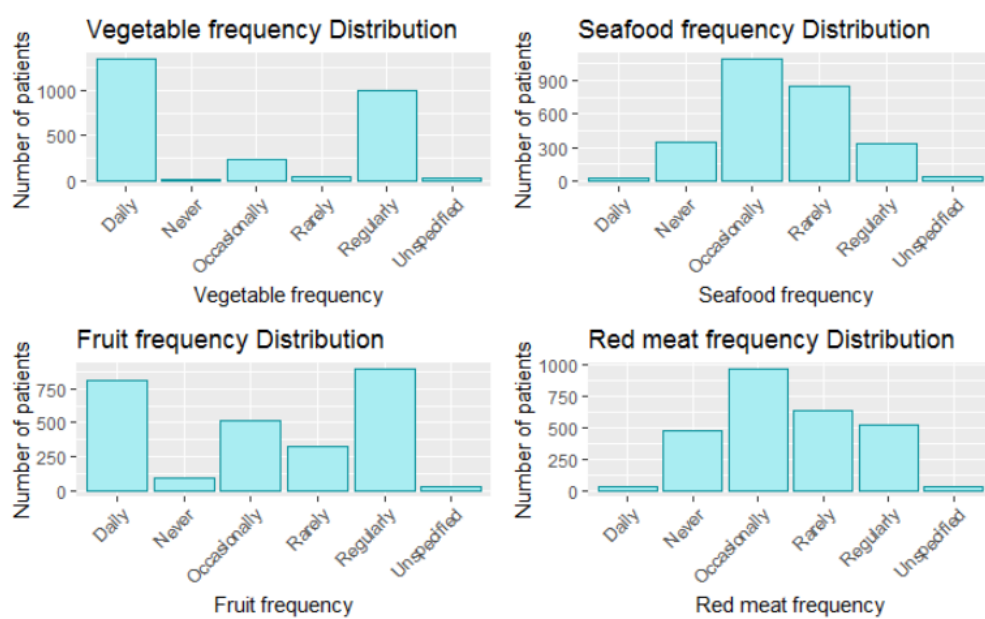 Vegetable frequency Distribution
Number of patients
1000
500
0
Daily
Never
Occasionally
Rarely
Regularly
Unspecified
Vegetable frequency
Seafood frequency Distribution
Number of patients
900
600
300
0
Daily
Never
Occasionally
Rarely
Regularly
Unspecified
Seafood frequency
Fruit frequency Distribution
Number of patients
750
500
250
0
Daily
Never
Occasionally
Rarely
Regularly
Unspecified
Fruit frequency
Red meat frequency Distribution
Number of patients
1000
750
500
250
0
Daily
Never
Occasionally
Rarely
Regularly
Unspecified
Red meat frequency